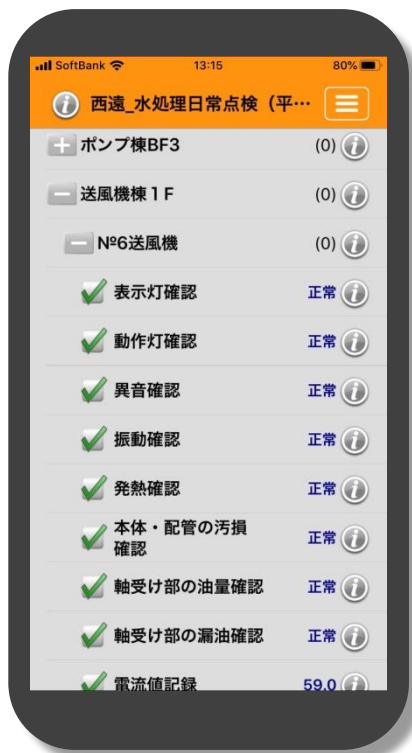 SoftBank 13:15 80%
西遠_水処理日常点検（平…
ポンプ棟BF3 (0)
送風機棟１F (0)
№6送風機 (0)
表示灯確認 正常
動作灯確認 正常
異音確認 正常
振動確認 正常
発熱確認 正常
本体・配管の汚損
確認 正常
軸受け部の油量確認 正常
軸受け部の漏油確認 正常
電流値記録 59.0